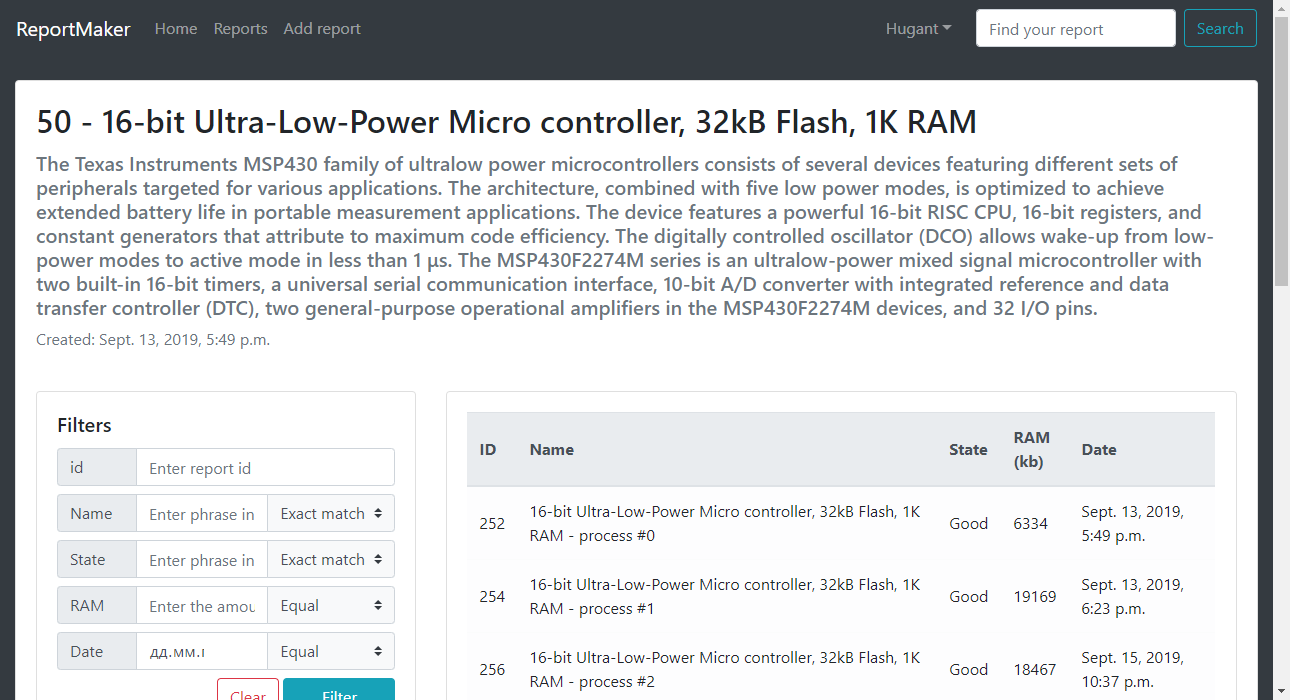 ReportMaker Home Reports Add report Hugant Find your report Search
50 - 16-bit Ultra-Low-Power Micro controller, 32kB Flash, 1K RAM
The Texas Instruments MSP430 family of ultralow power microcontrollers consists of several devices featuring different sets of
peripherals targeted for various applications. The architecture, combined with five low power modes, is optimized to achieve
extended battery life in portable measurement applications. The device features a powerful 16-bit RISC CPU, 16-bit registers, and
constant generators that attribute to maximum code efficiency. The digitally controlled oscillator (DCO) allows wake-up from low-
power modes to active mode in less than 1 µs. The MSP430F2274M series is an ultralow-power mixed signal microcontroller with
two built-in 16-bit timers, a universal serial communication interface, 10-bit A/D converter with integrated reference and data
transfer controller (DTC), two general-purpose operational amplifiers in the MSP430F2274M devices, and 32 I/O pins.
Created: Sept. 13, 2019, 5:49 p.m.
Filters
id Enter report id
Name Enter phrase in Exact match
State Enter phrase in Exact match
RAM Enter the amou Equal
Date дд.мм.г Equal
Clear Filter
ID Name State RAM (kb) Date
252 16-bit Ultra-Low-Power Micro controller, 32kB Flash, 1K Good 6334 Sept. 13, 2019,
RAM - process #0 5:49 p.m.
254 16-bit Ultra-Low-Power Micro controller, 32kB Flash, 1K Good 19169 Sept. 13, 2019,
RAM - process #1 6:23 p.m.
256 16-bit Ultra-Low-Power Micro controller, 32kB Flash, 1K Good 18467 Sept. 15, 2019,
RAM - process #2 10:37 p.m.